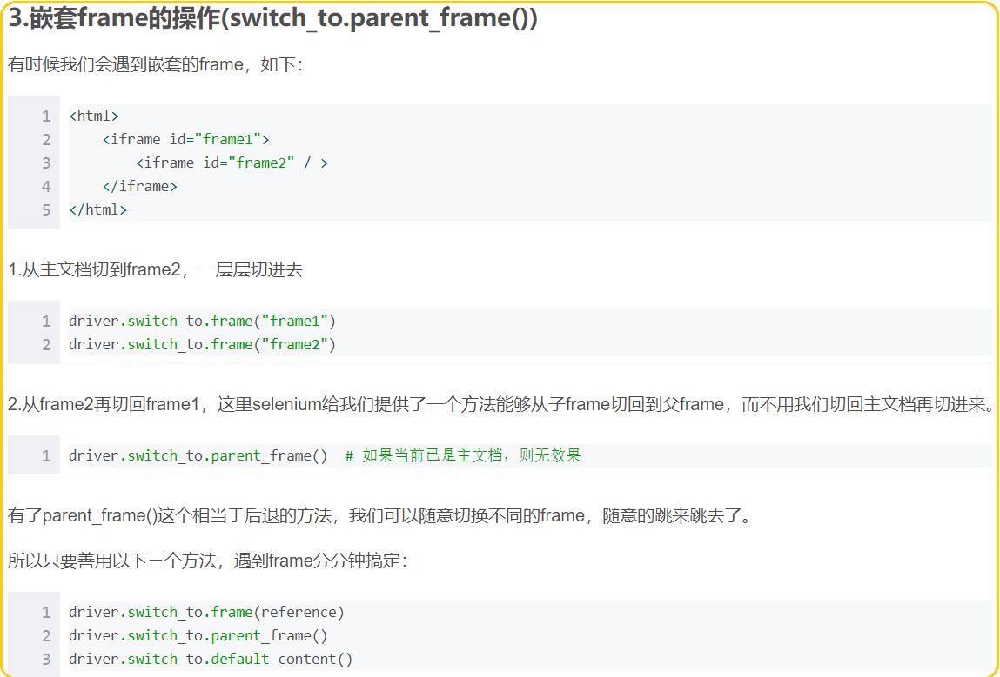 3.嵌套frame的操作(switch_to.parent_frame())
有时候我们会遇到嵌套的frame，如下：
1 <html>
2     <iframe id="frame1">
3         <iframe id="frame2" / >
4     </iframe>
5 </html>
1.从主文档切到frame2，一层层切进去
1 driver.switch_to.frame("frame1")
2 driver.switch_to.frame("frame2")
2.从frame2再切回frame1，这里selenium给我们提供了一个方法能够从子frame切回到父frame，而不用我们切回主文档再切进来。
1 driver.switch_to.parent_frame()  # 如果当前已是主文档，则无效果
有了parent_frame()这个相当于后退的方法，我们可以随意切换不同的frame，随意的跳来跳去了。
所以只要善用以下三个方法，遇到frame分分钟搞定：
1 driver.switch_to.frame(reference)
2 driver.switch_to.parent_frame()
3 driver.switch_to.default_content()